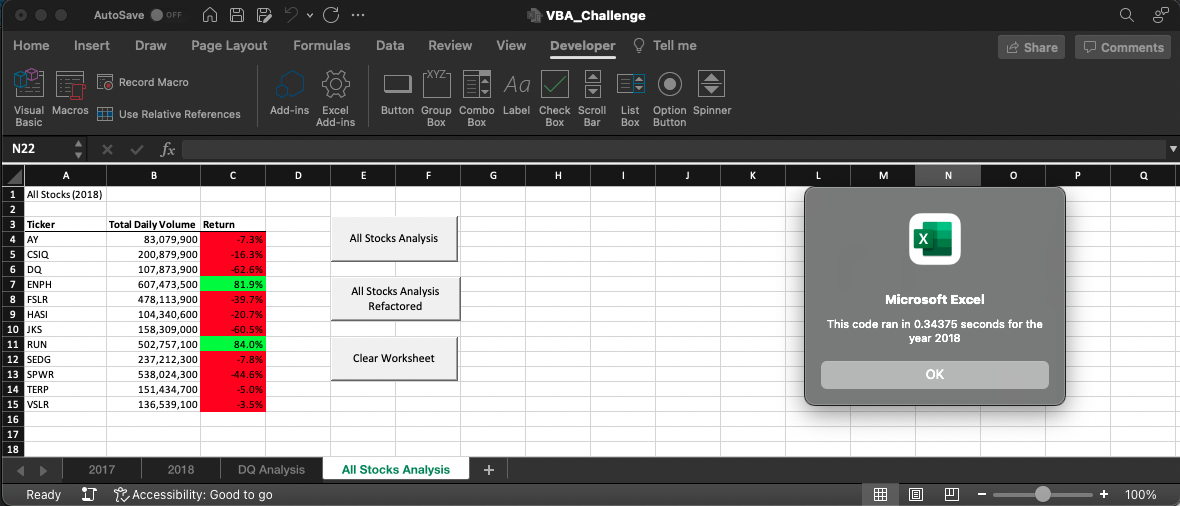 AutoSave OFF VBA_Challenge
Home Insert Draw Page Layout Formulas Data Review View Developer Tell me Share Comments
Visual Basic
Macros
Record Macro
Use Relative References
Add-ins
Excel Add-ins
Button
Group Box
Combo Box
Label
Check Box
Scroll Bar
List Box
Option Button
Spinner
XYZ
Aa
N22 fx
A B C D E F G H I J K L M N O P Q
1 All Stocks (2018)
2
3 Ticker Total Daily Volume Return
4 AY 83,079,900 -7.3%
5 CSIQ 200,879,900 -16.3%
6 DQ 107,873,900 -62.6%
7 ENPH 607,473,500 81.9%
8 FSLR 478,113,900 -39.7%
9 HASI 104,340,600 -20.7%
10 JKS 158,309,000 -60.5%
11 RUN 502,757,100 84.0%
12 SEDG 237,212,300 -7.8%
13 SPWR 538,024,300 -44.6%
14 TERP 151,434,700 -5.0%
15 VSLR 136,539,100 -3.5%
16
17
18
All Stocks Analysis
All Stocks Analysis
Refactored
Clear Worksheet
X
Microsoft Excel
This code ran in 0.34375 seconds for the
year 2018
OK
2017 2018 DQ Analysis All Stocks Analysis +
Ready Accessibility: Good to go − + 100%